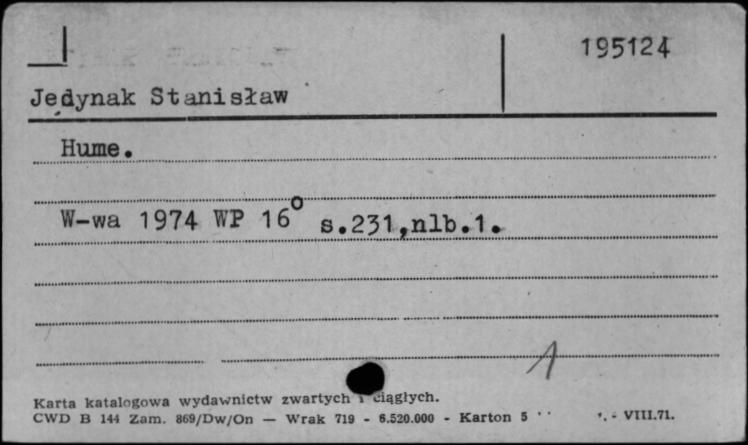 195124
Jedynak Stanisław
Hume.
W-wa 1974 WP 16° s.231,nlb.1.
1
Karta katalogowa wydawnictw zwartych i ciągłych.
CWD B 144 Zam. 869/Dw/On — Wrak 719 - 6.520.000 - Karton 5 - VIII.71.